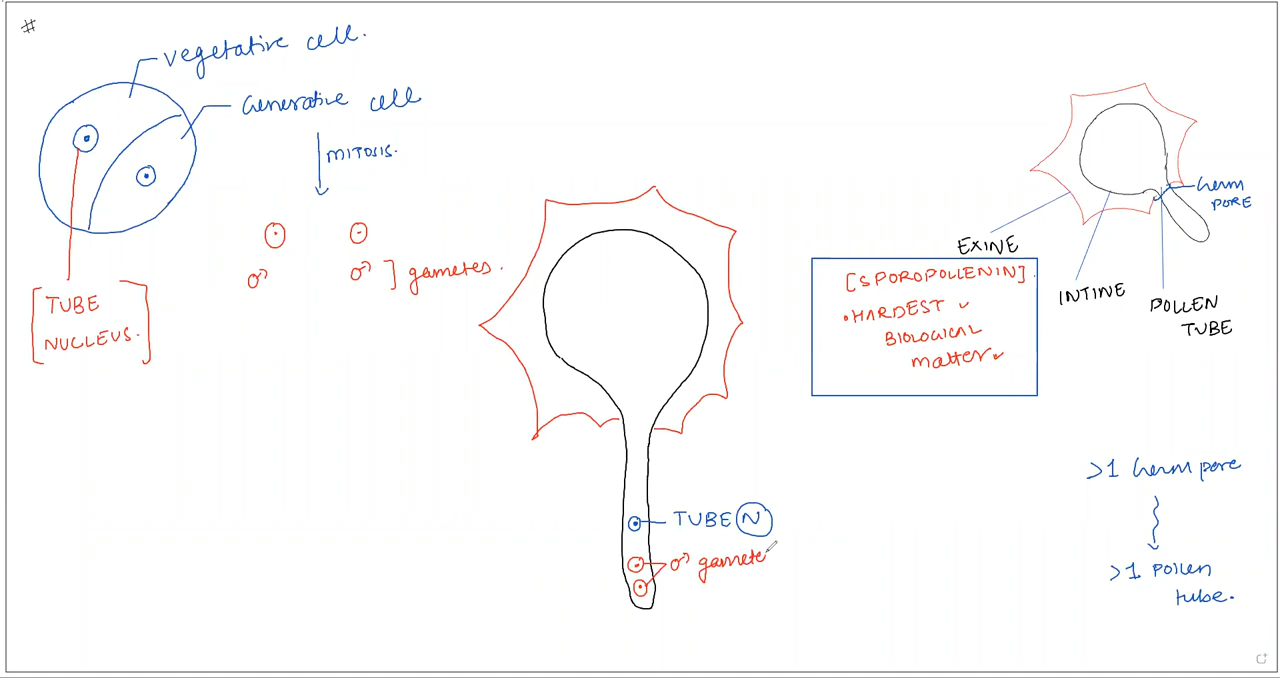 #
vegetative cell.
Generative cell
MITOSIS.
♂ ♂ ] gametes.
[TUBE
NUCLEUS.]
Germ
PORE
EXINE
[SPOROPOLLENIN].
• HARDEST ✓
BIOLOGICAL
matter ✓
INTINE
POLLEN
TUBE
TUBE N
♂ gamete
>1 Germ pore
>1 Pollen
tube.